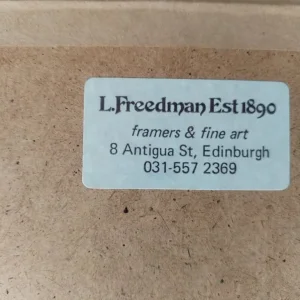 L.Freedman Est 1890
framers & fine art
8 Antigua St, Edinburgh
031-557 2369